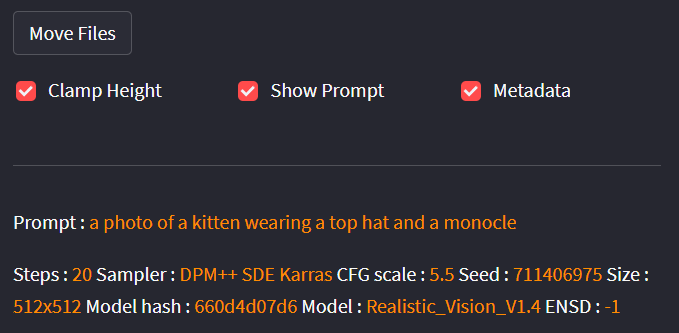 Move Files
Clamp Height Show Prompt Metadata
Prompt : a photo of a kitten wearing a top hat and a monocle
Steps : 20 Sampler : DPM++ SDE Karras CFG scale : 5.5 Seed : 711406975 Size :
512x512 Model hash : 660d4d07d6 Model : Realistic_Vision_V1.4 ENSD : -1